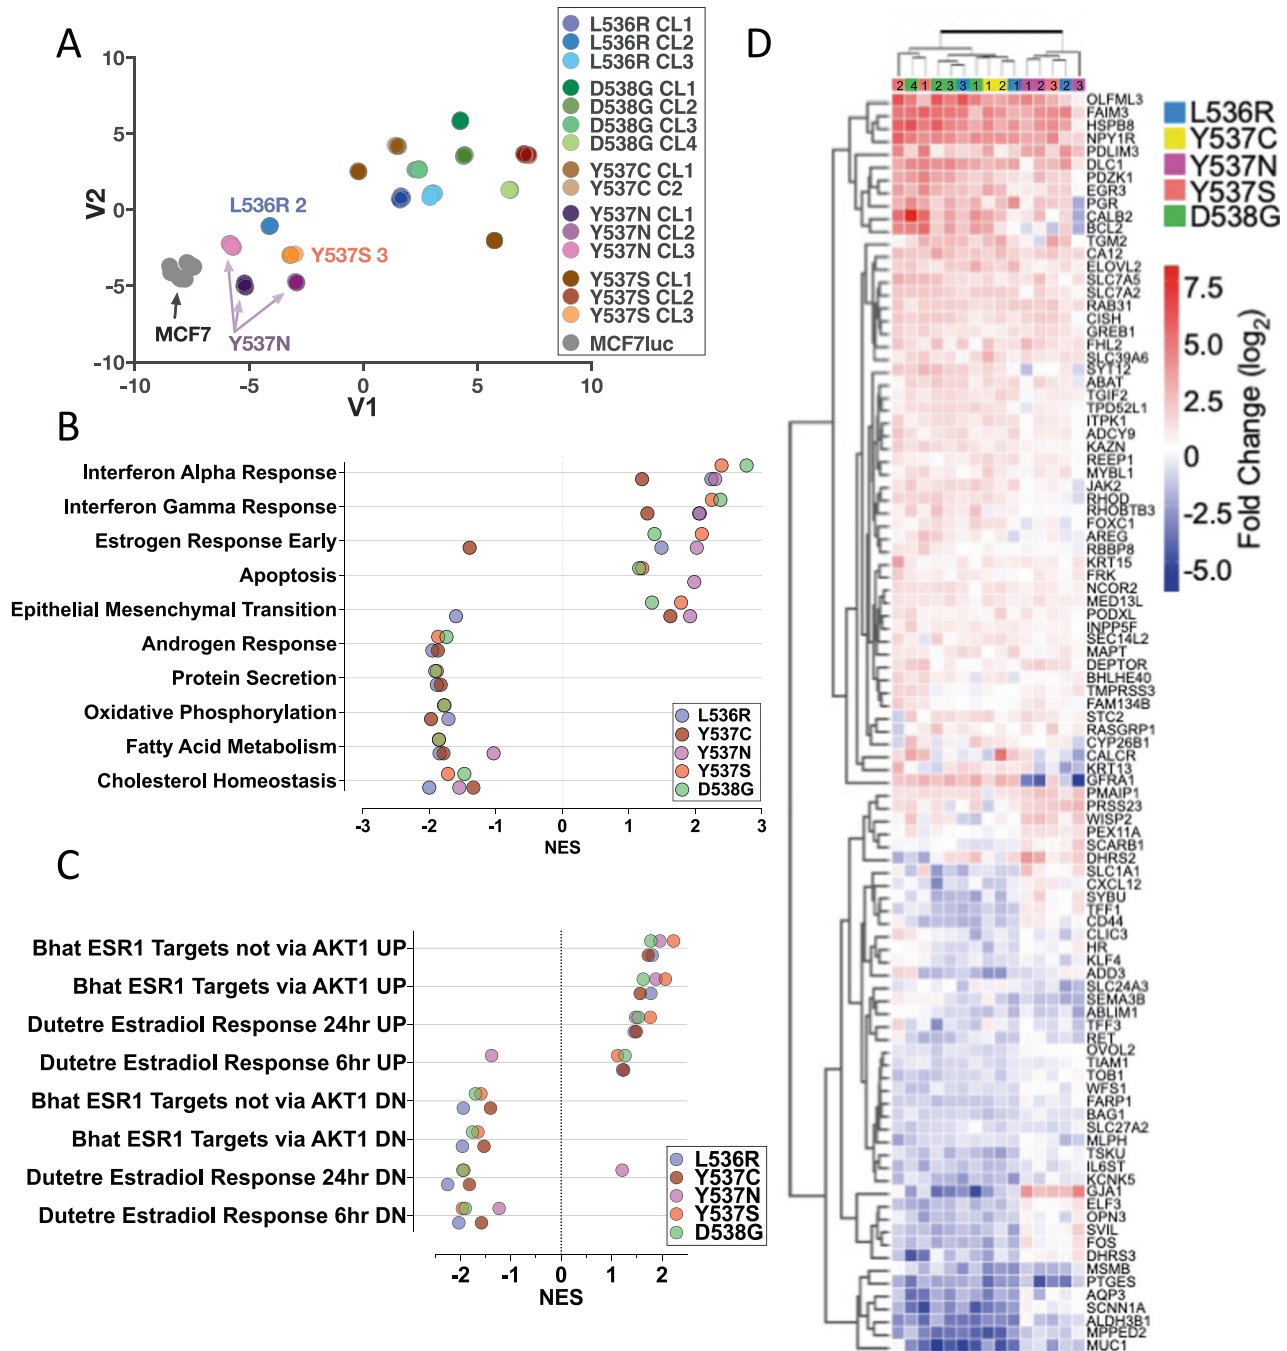 A
10
5
0
-5
-10
V2
-10
-5
0
5
10
V1
L536R 2
Y537S 3
MCF7
Y537N
L536R CL1
L536R CL2
L536R CL3
D538G CL1
D538G CL2
D538G CL3
D538G CL4
Y537C CL1
Y537C C2
Y537N CL1
Y537N CL2
Y537N CL3
Y537S CL1
Y537S CL2
Y537S CL3
MCF7luc
B
Interferon Alpha Response
Interferon Gamma Response
Estrogen Response Early
Apoptosis
Epithelial Mesenchymal Transition
Androgen Response
Protein Secretion
Oxidative Phosphorylation
Fatty Acid Metabolism
Cholesterol Homeostasis
-3 -2 -1 0 1 2 3
NES
L536R
Y537C
Y537N
Y537S
D538G
C
Bhat ESR1 Targets not via AKT1 UP
Bhat ESR1 Targets via AKT1 UP
Dutetre Estradiol Response 24hr UP
Dutetre Estradiol Response 6hr UP
Bhat ESR1 Targets not via AKT1 DN
Bhat ESR1 Targets via AKT1 DN
Dutetre Estradiol Response 24hr DN
Dutetre Estradiol Response 6hr DN
-2 -1 0 1 2
NES
L536R
Y537C
Y537N
Y537S
D538G
D
2 4 1 2 3 3 1 1 2 1 1 2 3 2 3
OLFML3
FAIM3
HSPB8
NPY1R
PDLIM3
DLC1
PDZK1
EGR3
PGR
CALB2
BCL2
TGM2
CA12
ELOVL2
SLC7A5
SLC7A2
RAB31
CISH
GREB1
FHL2
SLC39A6
SYT12
ABAT
TGIF2
TPD52L1
ITPK1
ADCY9
KAZN
REEP1
MYBL1
JAK2
RHOD
RHOBTB3
FOXC1
AREG
RBBP8
KRT15
FRK
NCOR2
MED13L
PODXL
INPP5F
SEC14L2
MAPT
DEPTOR
BHLHE40
TMPRSS3
FAM134B
STC2
RASGRP1
CYP26B1
CALCR
KRT13
GFRA1
PMAIP1
PRSS23
WISP2
PEX11A
SCARB1
DHRS2
SLC1A1
CXCL12
SYBU
TFF1
CD44
CLIC3
HR
KLF4
ADD3
SLC24A3
SEMA3B
ABLIM1
TFF3
RET
OVOL2
TIAM1
TOB1
WFS1
FARP1
BAG1
SLC27A2
MLPH
TSKU
IL6ST
KCNK5
GJA1
ELF3
OPN3
SVIL
FOS
DHRS3
MSMB
PTGES
AQP3
SCNN1A
ALDH3B1
MPPED2
MUC1
L536R
Y537C
Y537N
Y537S
D538G
7.5
5.0
2.5
0
-2.5
-5.0
Fold Change (log2)